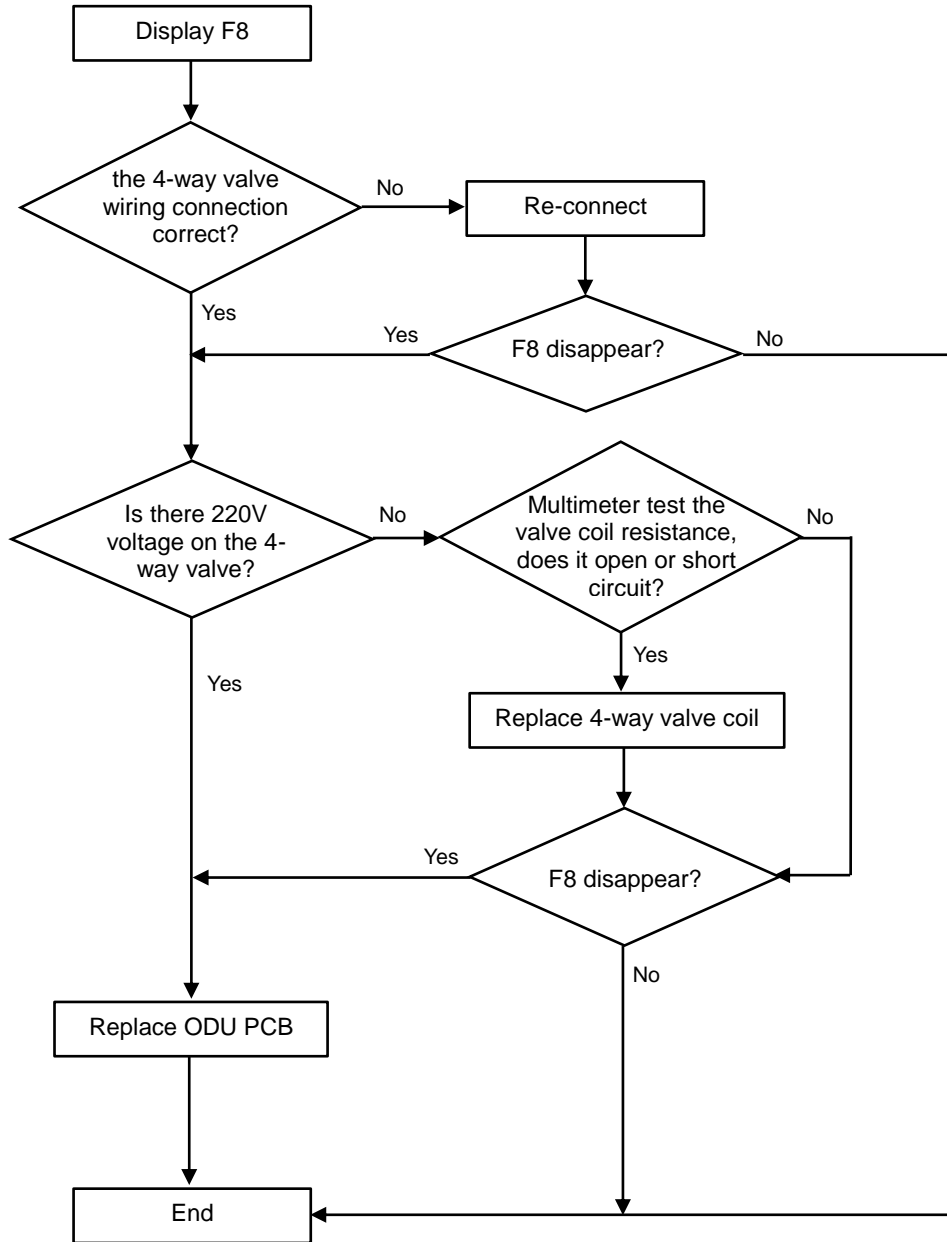 Display F8
the 4-way valve
wiring connection
correct?
No
Re-connect
Yes
Yes
F8 disappear?
No
Is there 220V
voltage on the 4-
way valve?
No
Multimeter test the
valve coil resistance,
does it open or short
circuit?
No
Yes
Yes
Replace 4-way valve coil
Yes
F8 disappear?
No
Replace ODU PCB
End